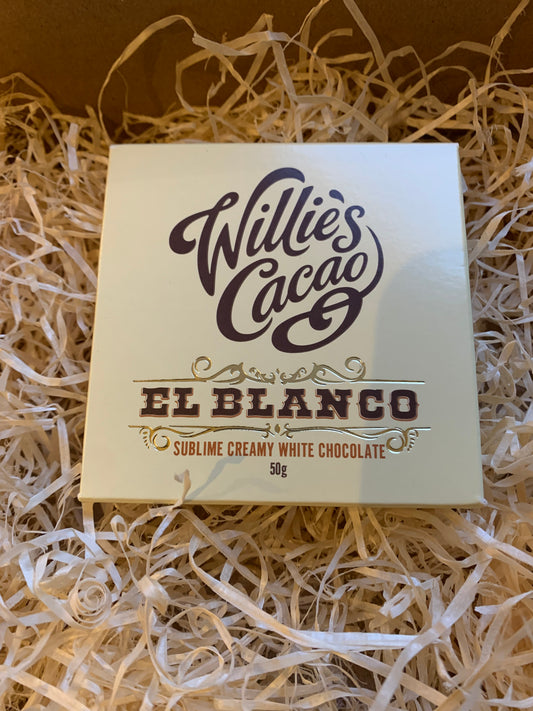 Willie's
Cacao
EL BLANCO
SUBLIME CREAMY WHITE CHOCOLATE
50g